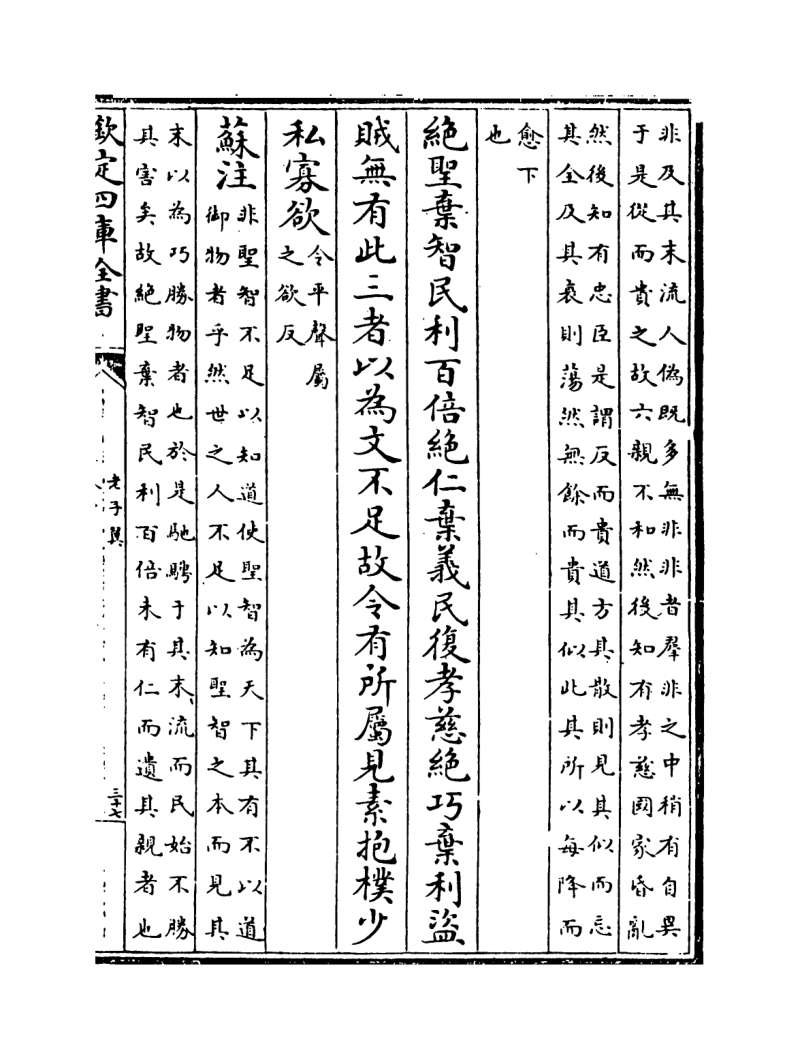 非及其末流人偽既多無非非者羣非之中稍有自異
于是從而貴之故六親不和然後知有孝慈國家昏亂
然後知有忠臣是謂反而貴道方其散則見其似而忘
其全及其衰則蕩然無餘而貴其似此其所以每降而
愈下
也
絶聖棄智民利百倍絶仁棄義民復孝慈絶巧棄利盜
賊無有此三者以為文不足故令有所屬見素抱樸少
私寡欲令平聲屬
之欲反
蘇注非聖智不足以知道使聖智為天下其有不以道
御物者乎然世之人不足以知聖智之本而見其
末以為巧勝物者也於是馳騁于其末流而民始不勝
其害矣故絶聖棄智民利百倍未有仁而遺其親者也
欽定四庫全書
老子翼
三十七